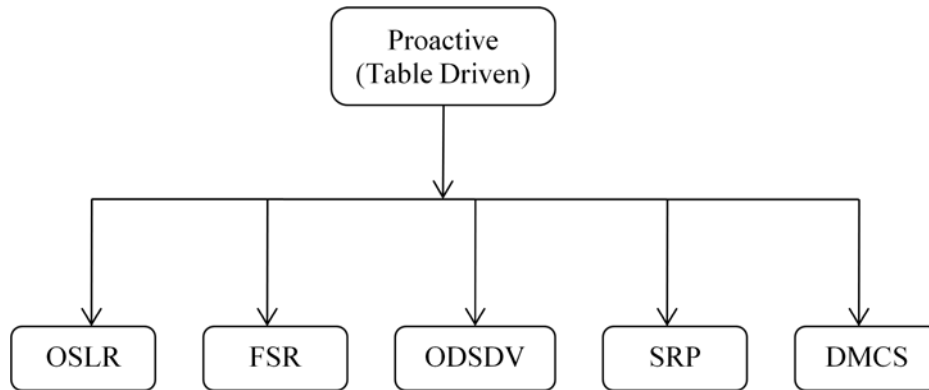 Proactive
(Table Driven)
OSLR
FSR
ODSDV
SRP
DMCS